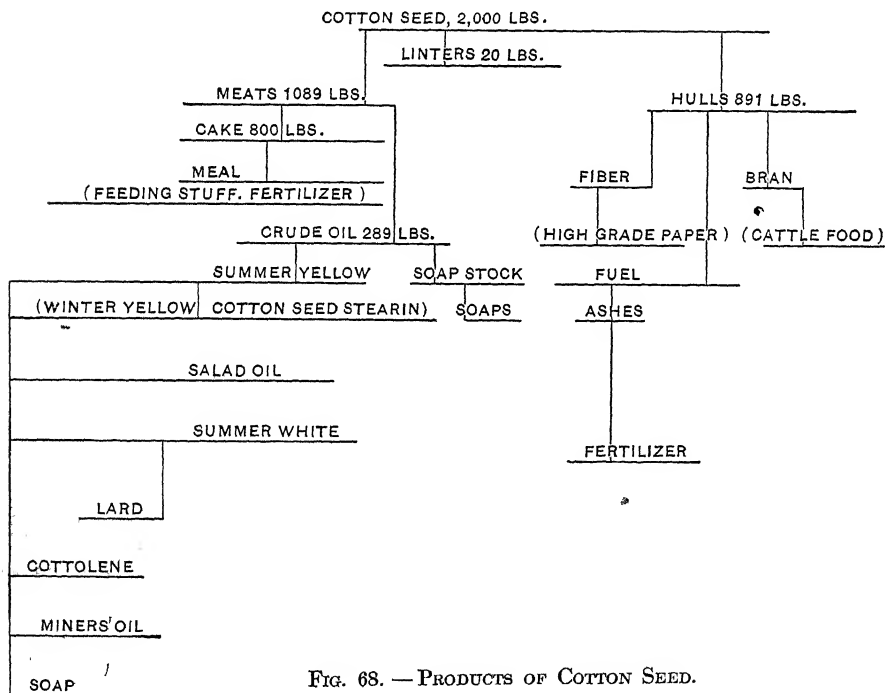 COTTON SEED, 2,000 LBS.
LINTERS 20 LBS.
MEATS 1089 LBS.
HULLS 891 LBS.
CAKE 800 LBS.
MEAL
FIBER
BRAN
(FEEDING STUFF. FERTILIZER)
CRUDE OIL 289 LBS.
(HIGH GRADE PAPER)
(CATTLE FOOD)
SUMMER YELLOW
SOAP STOCK
FUEL
(WINTER YELLOW COTTON SEED STEARIN)
SOAPS
ASHES
SALAD OIL
SUMMER WHITE
FERTILIZER
LARD
COTTOLENE
MINERS' OIL
SOAP
FIG. 68. — PRODUCTS OF COTTON SEED.